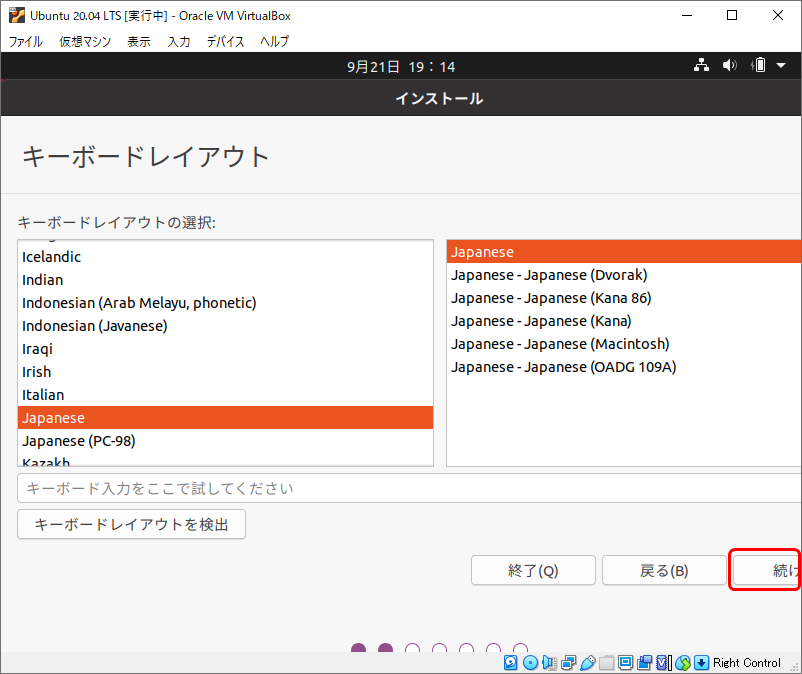 Ubuntu 20.04 LTS [実行中] - Oracle VM VirtualBox
ファイル 仮想マシン 表示 入力 デバイス ヘルプ
9月21日 19：14
インストール
キーボードレイアウト
キーボードレイアウトの選択:
Icelandic
Indian
Indonesian (Arab Melayu, phonetic)
Indonesian (Javanese)
Iraqi
Irish
Italian
Japanese
Japanese (PC-98)
Kazakh
Japanese
Japanese - Japanese (Dvorak)
Japanese - Japanese (Kana 86)
Japanese - Japanese (Kana)
Japanese - Japanese (Macintosh)
Japanese - Japanese (OADG 109A)
キーボード入力をここで試してください
キーボードレイアウトを検出
終了(Q) 戻る(B) 続け
Right Control